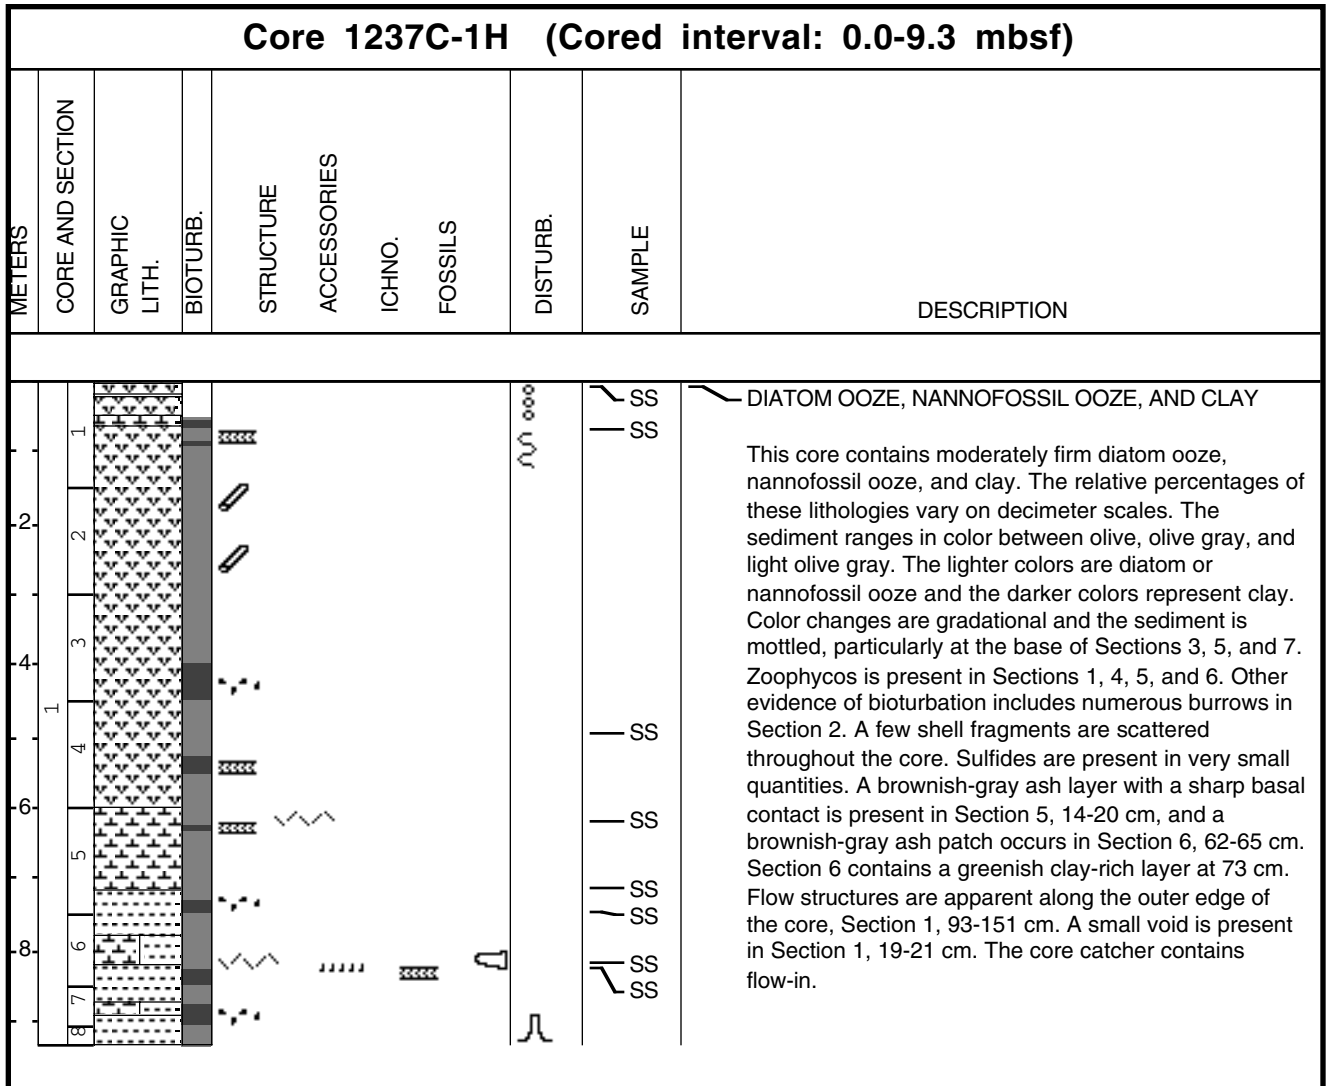 Core 1237C-1H (Cored interval: 0.0-9.3 mbsf)
METERS
CORE AND SECTION
GRAPHIC
LITH.
BIOTURB.
STRUCTURE
ACCESSORIES
ICHNO.
FOSSILS
DISTURB.
SAMPLE
DESCRIPTION
1
2
3
4
5
6
7
8
1
2
4
6
8
SS
SS
SS
SS
SS
SS
SS
SS
DIATOM OOZE, NANNOFOSSIL OOZE, AND CLAY
This core contains moderately firm diatom ooze,
nannofossil ooze, and clay. The relative percentages of
these lithologies vary on decimeter scales. The
sediment ranges in color between olive, olive gray, and
light olive gray. The lighter colors are diatom or
nannofossil ooze and the darker colors represent clay.
Color changes are gradational and the sediment is
mottled, particularly at the base of Sections 3, 5, and 7.
Zoophycos is present in Sections 1, 4, 5, and 6. Other
evidence of bioturbation includes numerous burrows in
Section 2. A few shell fragments are scattered
throughout the core. Sulfides are present in very small
quantities. A brownish-gray ash layer with a sharp basal
contact is present in Section 5, 14-20 cm, and a
brownish-gray ash patch occurs in Section 6, 62-65 cm.
Section 6 contains a greenish clay-rich layer at 73 cm.
Flow structures are apparent along the outer edge of
the core, Section 1, 93-151 cm. A small void is present
in Section 1, 19-21 cm. The core catcher contains
flow-in.